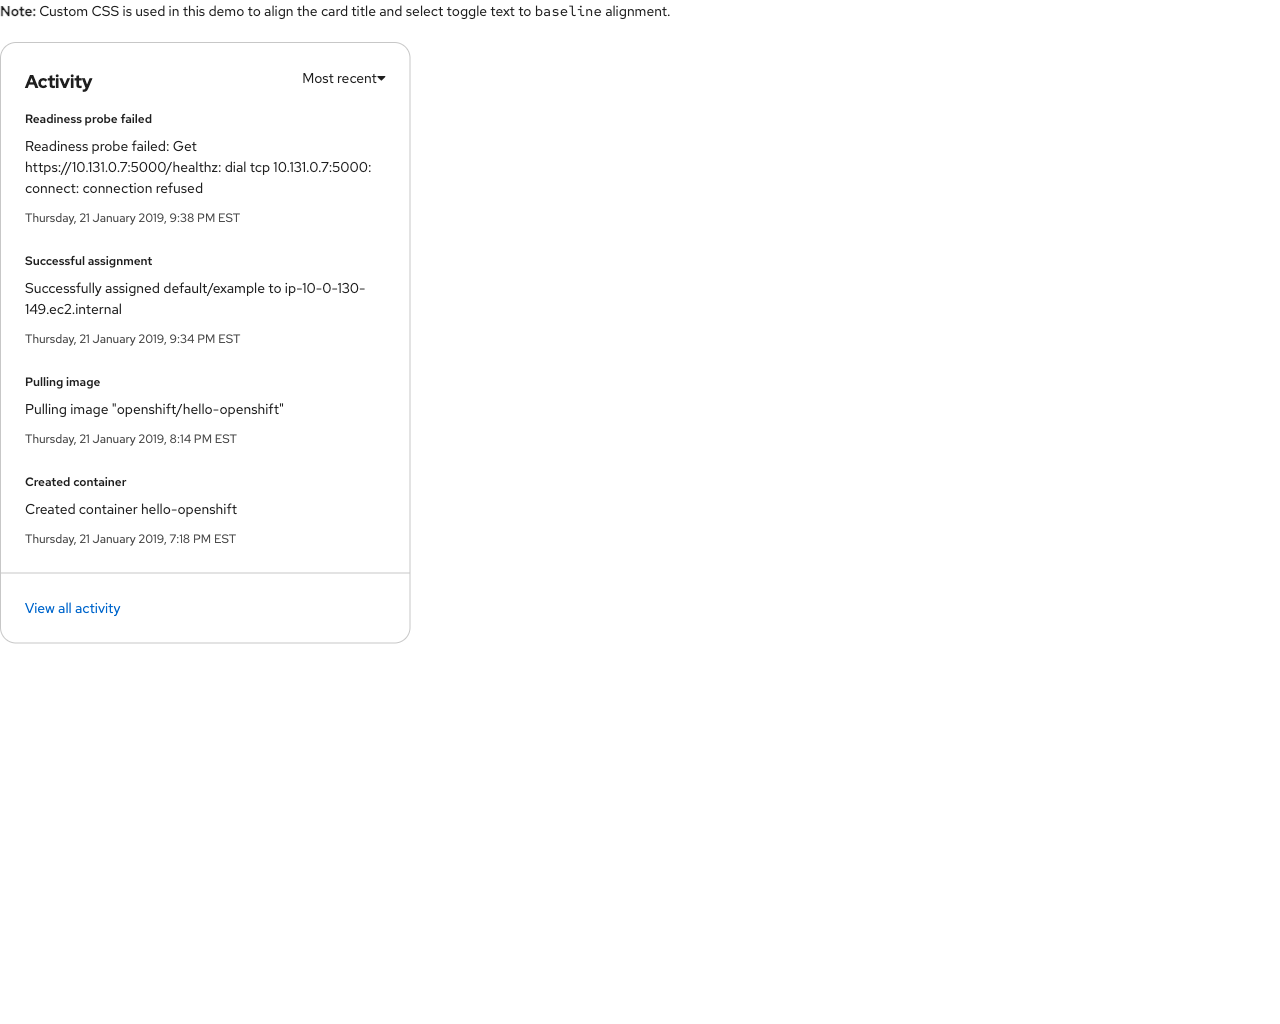 Note: Custom CSS is used in this demo to align the card title and select toggle text to baseline alignment.
Activity
Most recent
Readiness probe failed
Readiness probe failed: Get
https://10.131.0.7:5000/healthz: dial tcp 10.131.0.7:5000:
connect: connection refused
Thursday, 21 January 2019, 9:38 PM EST
Successful assignment
Successfully assigned default/example to ip-10-0-130-
149.ec2.internal
Thursday, 21 January 2019, 9:34 PM EST
Pulling image
Pulling image "openshift/hello-openshift"
Thursday, 21 January 2019, 8:14 PM EST
Created container
Created container hello-openshift
Thursday, 21 January 2019, 7:18 PM EST
View all activity